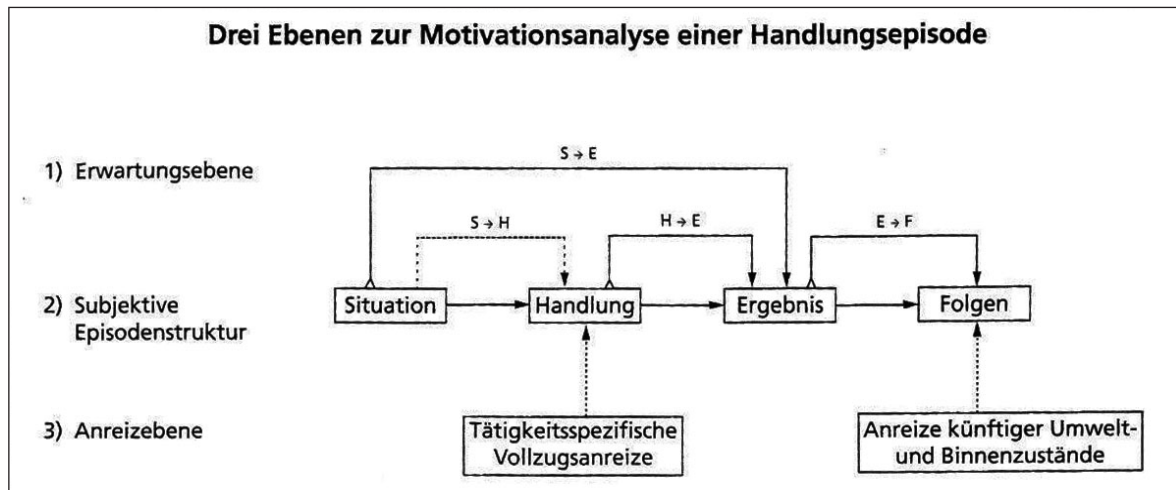 Drei Ebenen zur Motivationsanalyse einer Handlungsepisode
1) Erwartungsebene
S → E
S → H
H → E
E → F
2) Subjektive
Episodenstruktur
Situation
Handlung
Ergebnis
Folgen
3) Anreizebene
Tätigkeitsspezifische
Vollzugsanreize
Anreize künftiger Umwelt-
und Binnenzustände